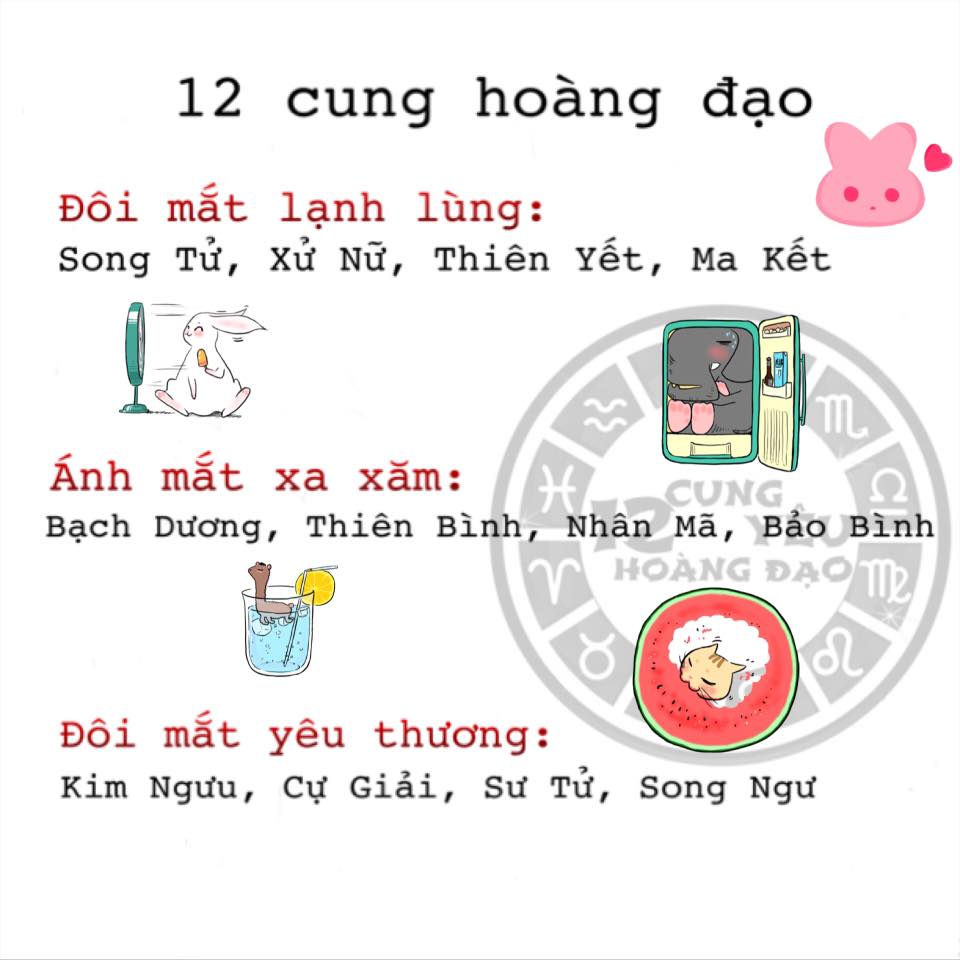 12 cung hoàng đạo
Đôi mắt lạnh lùng:
Song Tử, Xử Nữ, Thiên Yết, Ma Kết
Ánh mắt xa xăm:
Bạch Dương, Thiên Bình, Nhân Mã, Bảo Bình
CUNG
12 YÊU
HOÀNG ĐẠO
Đôi mắt yêu thương:
Kim Ngưu, Cự Giải, Sư Tử, Song Ngư